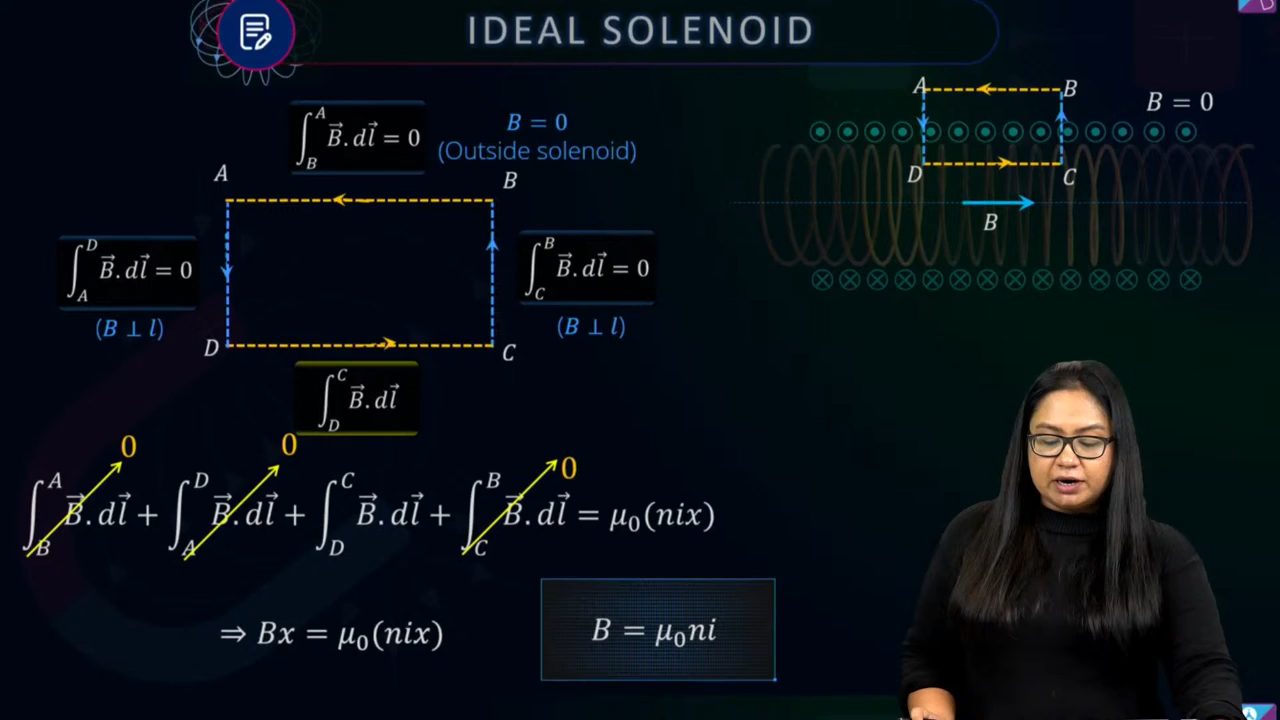 IDEAL SOLENOID
∫_B^A B⃗.dl⃗ = 0
B = 0
(Outside solenoid)
A
B
∫_A^D B⃗.dl⃗ = 0
(B ⊥ l)
∫_C^B B⃗.dl⃗ = 0
(B ⊥ l)
D
C
∫_D^C B⃗.dl⃗
0
0
0
∫_B^A B⃗.dl⃗ + ∫_A^D B⃗.dl⃗ + ∫_D^C B⃗.dl⃗ + ∫_C^B B⃗.dl⃗ = μ₀(nix)
⇒ Bx = μ₀(nix)
B = μ₀ni
A
B
B = 0
D
C
B